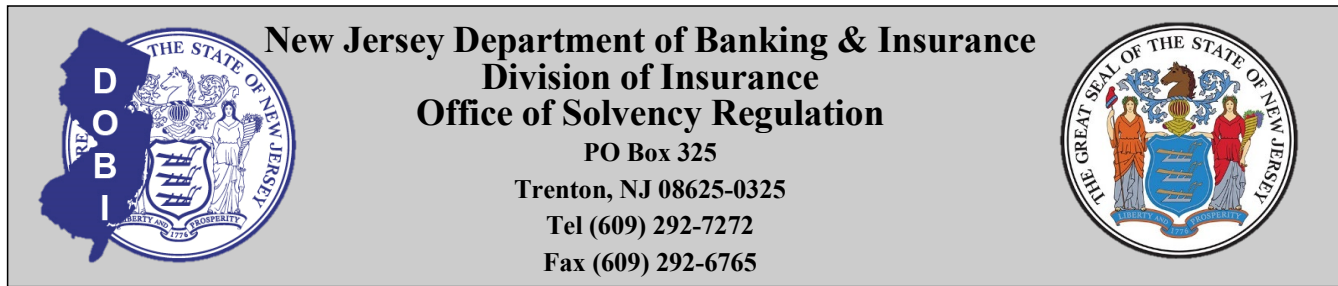 New Jersey Department of Banking & Insurance
Division of Insurance
Office of Solvency Regulation
PO Box 325
Trenton, NJ 08625-0325
Tel (609) 292-7272
Fax (609) 292-6765
D
O
B
I
THE STATE OF NEW JERSEY
LIBERTY AND PROSPERITY
1776
THE GREAT SEAL OF THE STATE OF NEW JERSEY
LIBERTY AND PROSPERITY
1776